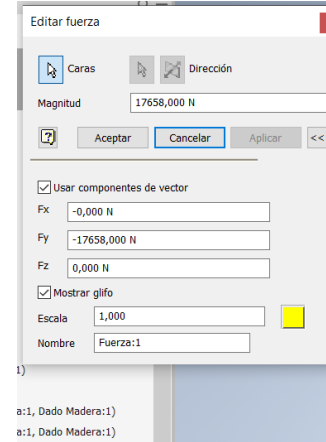 Editar fuerza
Caras Dirección
Magnitud 17658,000 N
Aceptar Cancelar Aplicar <<
Usar componentes de vector
Fx -0,000 N
Fy -17658,000 N
Fz 0,000 N
Mostrar glifo
Escala 1,000
Nombre Fuerza:1
1)
a:1, Dado Madera:1)
a:1, Dado Madera:1)